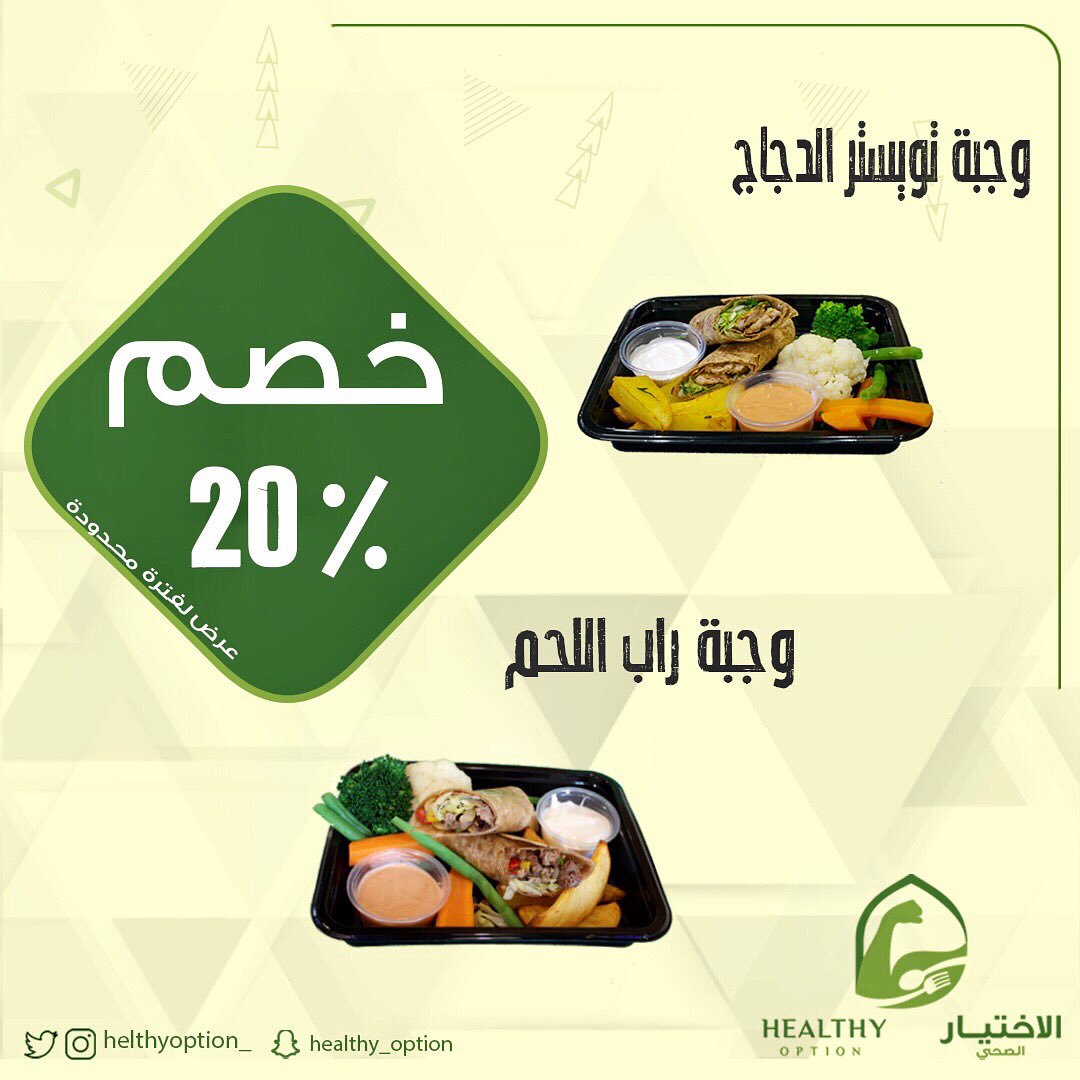 وجبة تويستر الدجاج
خصم
20%
عرض لفترة محدودة
وجبة راب اللحم
الاختيار
الصحي
HEALTHY
OPTION
helthyoption_
healthy_option